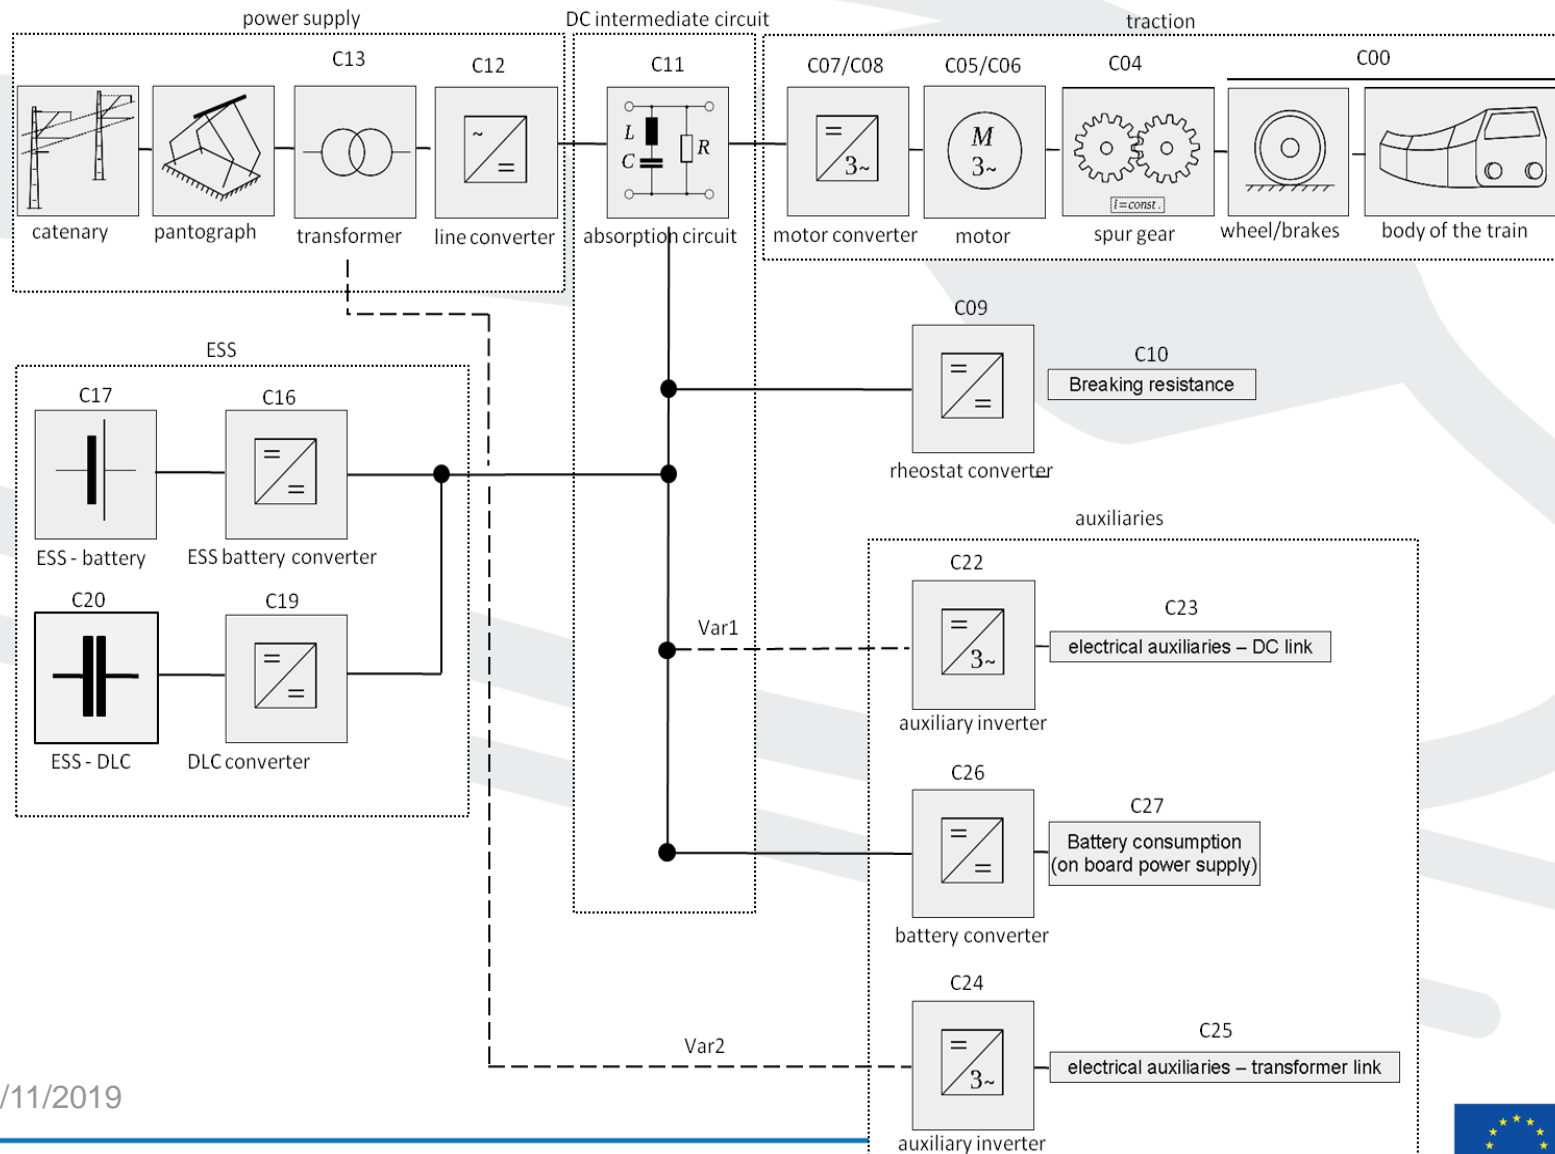 power supply
DC intermediate circuit
traction
C13
C12
C11
C07/C08
C05/C06
C04
C00
~
=
L
C
R
=
3~
M
3~
i=const.
catenary
pantograph
transformer
line converter
absorption circuit
motor converter
motor
spur gear
wheel/brakes
body of the train
C09
=
=
rheostat converter
C10
Breaking resistance
ESS
C17
C16
=
=
ESS - battery
ESS battery converter
C20
C19
=
=
ESS - DLC
DLC converter
auxiliaries
Var1
C22
=
3~
auxiliary inverter
C23
electrical auxiliaries – DC link
C26
=
=
battery converter
C27
Battery consumption
(on board power supply)
Var2
C24
=
3~
auxiliary inverter
C25
electrical auxiliaries – transformer link
/11/2019